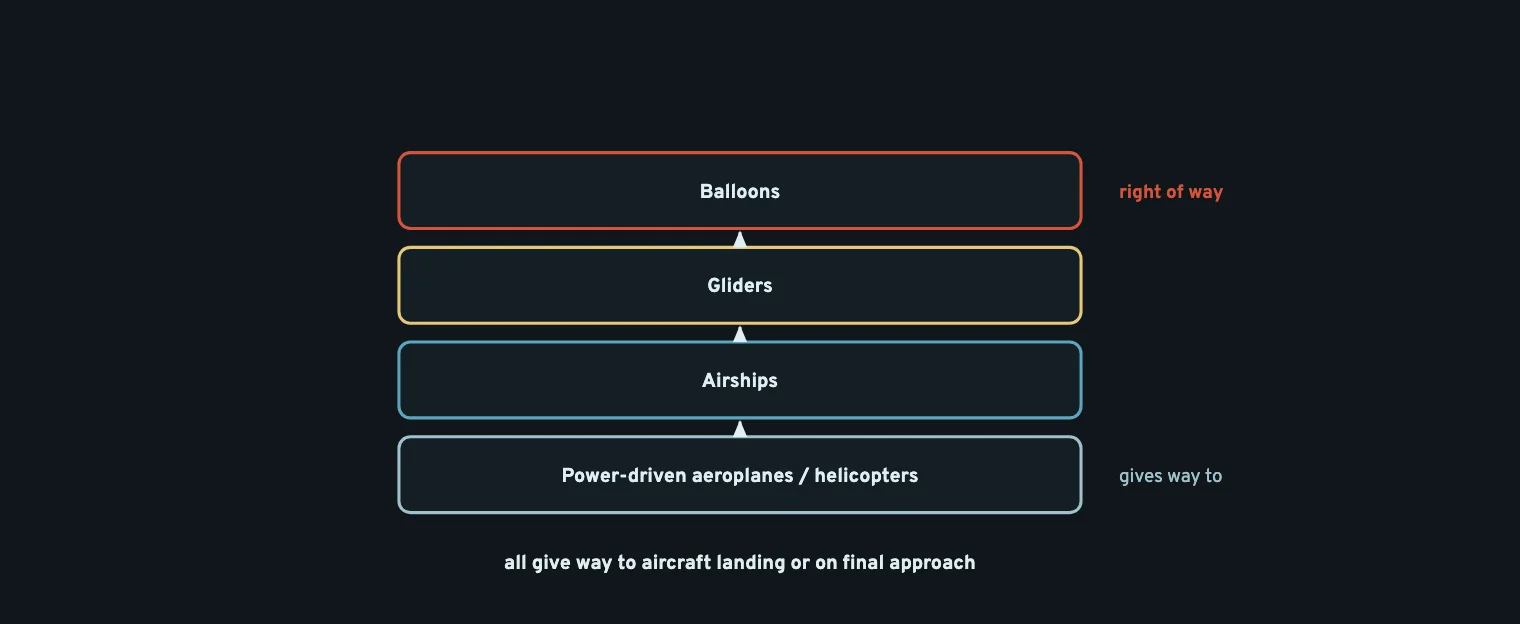 Balloons
right of way
Gliders
Airships
Power-driven aeroplanes / helicopters
gives way to
all give way to aircraft landing or on final approach